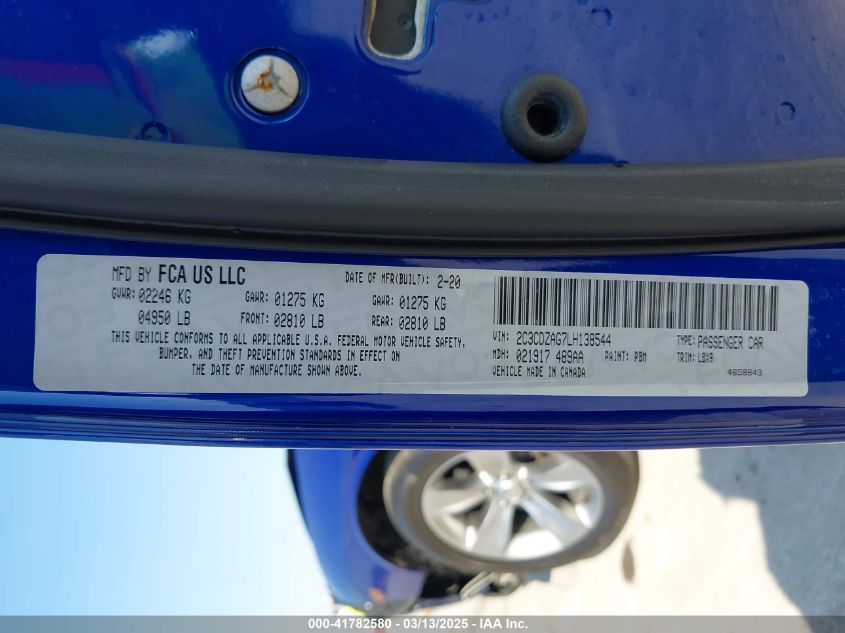 MFD BY FCA US LLC DATE OF MFR(BUILT): 2-20
GVWR: 02246 KG GAWR: 01275 KG GAWR: 01275 KG
04950 LB FRONT: 02810 LB REAR: 02810 LB
THIS VEHICLE CONFORMS TO ALL APPLICABLE U.S.A. FEDERAL MOTOR VEHICLE SAFETY,
BUMPER, AND THEFT PREVENTION STANDARDS IN EFFECT ON
THE DATE OF MANUFACTURE SHOWN ABOVE.
VIN: 2C3CDZAG7LH138544 TYPE: PASSENGER CAR
MDH: 021917 489AA PAINT: PBM TRIM: L8X9
VEHICLE MADE IN CANADA 4658843
000-41782580 - 03/13/2025 - IAA Inc.